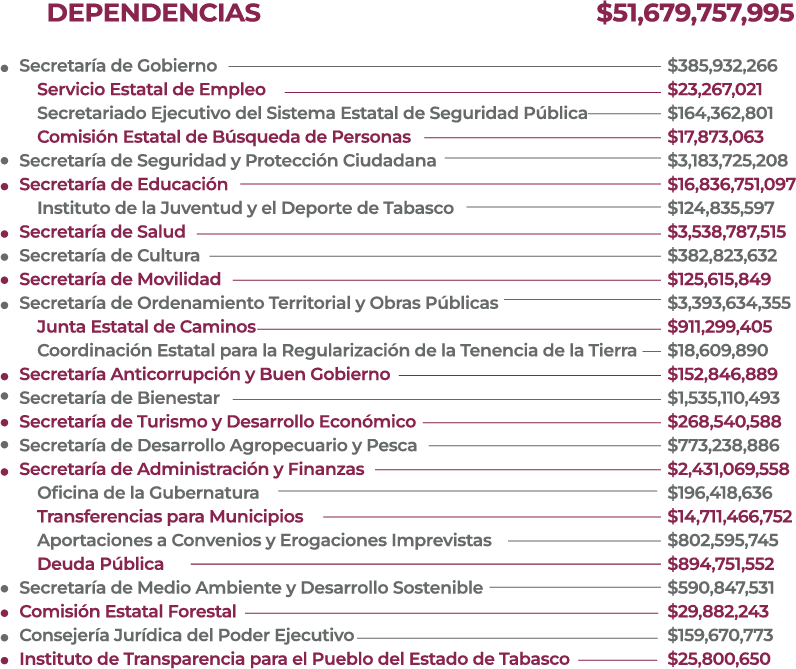 DEPENDENCIAS $51,679,757,995
Secretaría de Gobierno $385,932,266
Servicio Estatal de Empleo $23,267,021
Secretariado Ejecutivo del Sistema Estatal de Seguridad Pública $164,362,801
Comisión Estatal de Búsqueda de Personas $17,873,063
Secretaría de Seguridad y Protección Ciudadana $3,183,725,208
Secretaría de Educación $16,836,751,097
Instituto de la Juventud y el Deporte de Tabasco $124,835,597
Secretaría de Salud $3,538,787,515
Secretaría de Cultura $382,823,632
Secretaría de Movilidad $125,615,849
Secretaría de Ordenamiento Territorial y Obras Públicas $3,393,634,355
Junta Estatal de Caminos $911,299,405
Coordinación Estatal para la Regularización de la Tenencia de la Tierra $18,609,890
Secretaría Anticorrupción y Buen Gobierno $152,846,889
Secretaría de Bienestar $1,535,110,493
Secretaría de Turismo y Desarrollo Económico $268,540,588
Secretaría de Desarrollo Agropecuario y Pesca $773,238,886
Secretaría de Administración y Finanzas $2,431,069,558
Oficina de la Gubernatura $196,418,636
Transferencias para Municipios $14,711,466,752
Aportaciones a Convenios y Erogaciones Imprevistas $802,595,745
Deuda Pública $894,751,552
Secretaría de Medio Ambiente y Desarrollo Sostenible $590,847,531
Comisión Estatal Forestal $29,882,243
Consejería Jurídica del Poder Ejecutivo $159,670,773
Instituto de Transparencia para el Pueblo del Estado de Tabasco $25,800,650